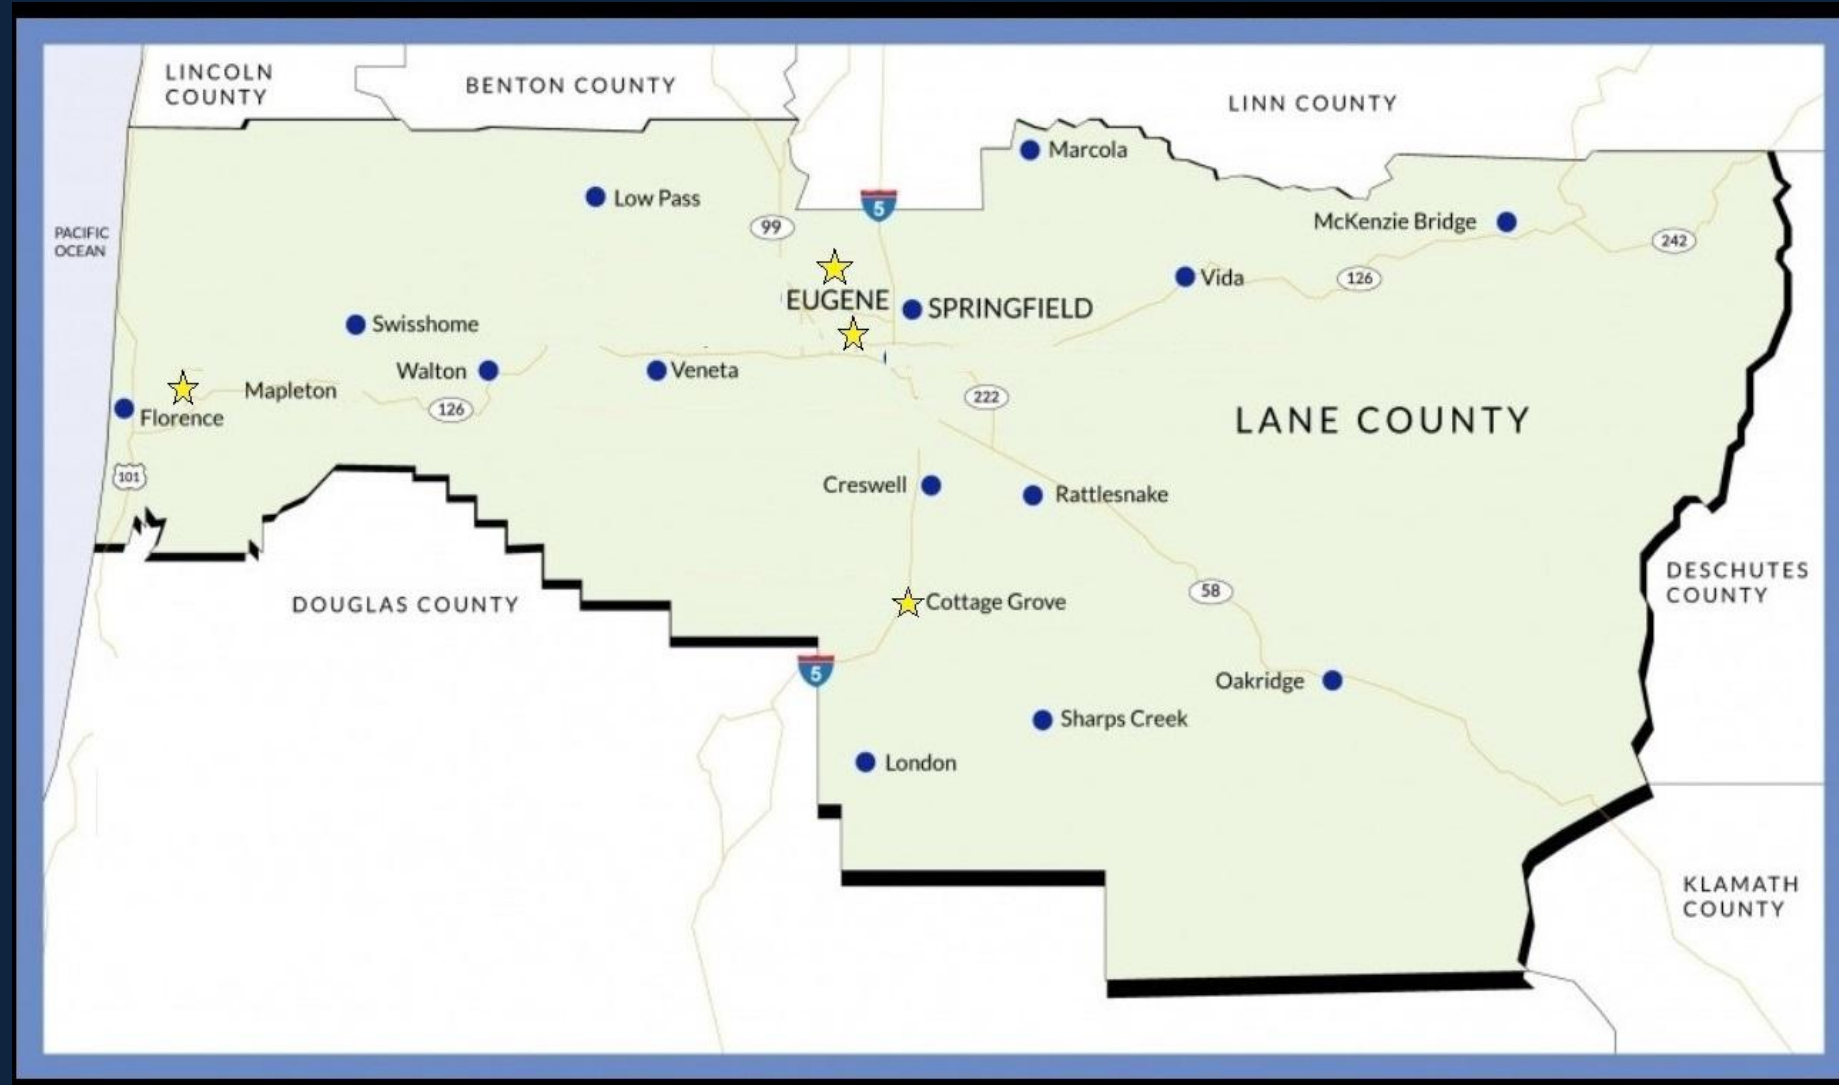 LINCOLN
COUNTY
BENTON COUNTY
LINN COUNTY
Marcola
Low Pass
5
99
McKenzie Bridge
PACIFIC
OCEAN
242
Vida
126
EUGENE
SPRINGFIELD
Swisshome
Walton
Veneta
Mapleton
126
222
Florence
LANE COUNTY
101
Creswell
Rattlesnake
DESCHUTES
COUNTY
58
DOUGLAS COUNTY
Cottage Grove
5
Oakridge
Sharps Creek
London
KLAMATH
COUNTY